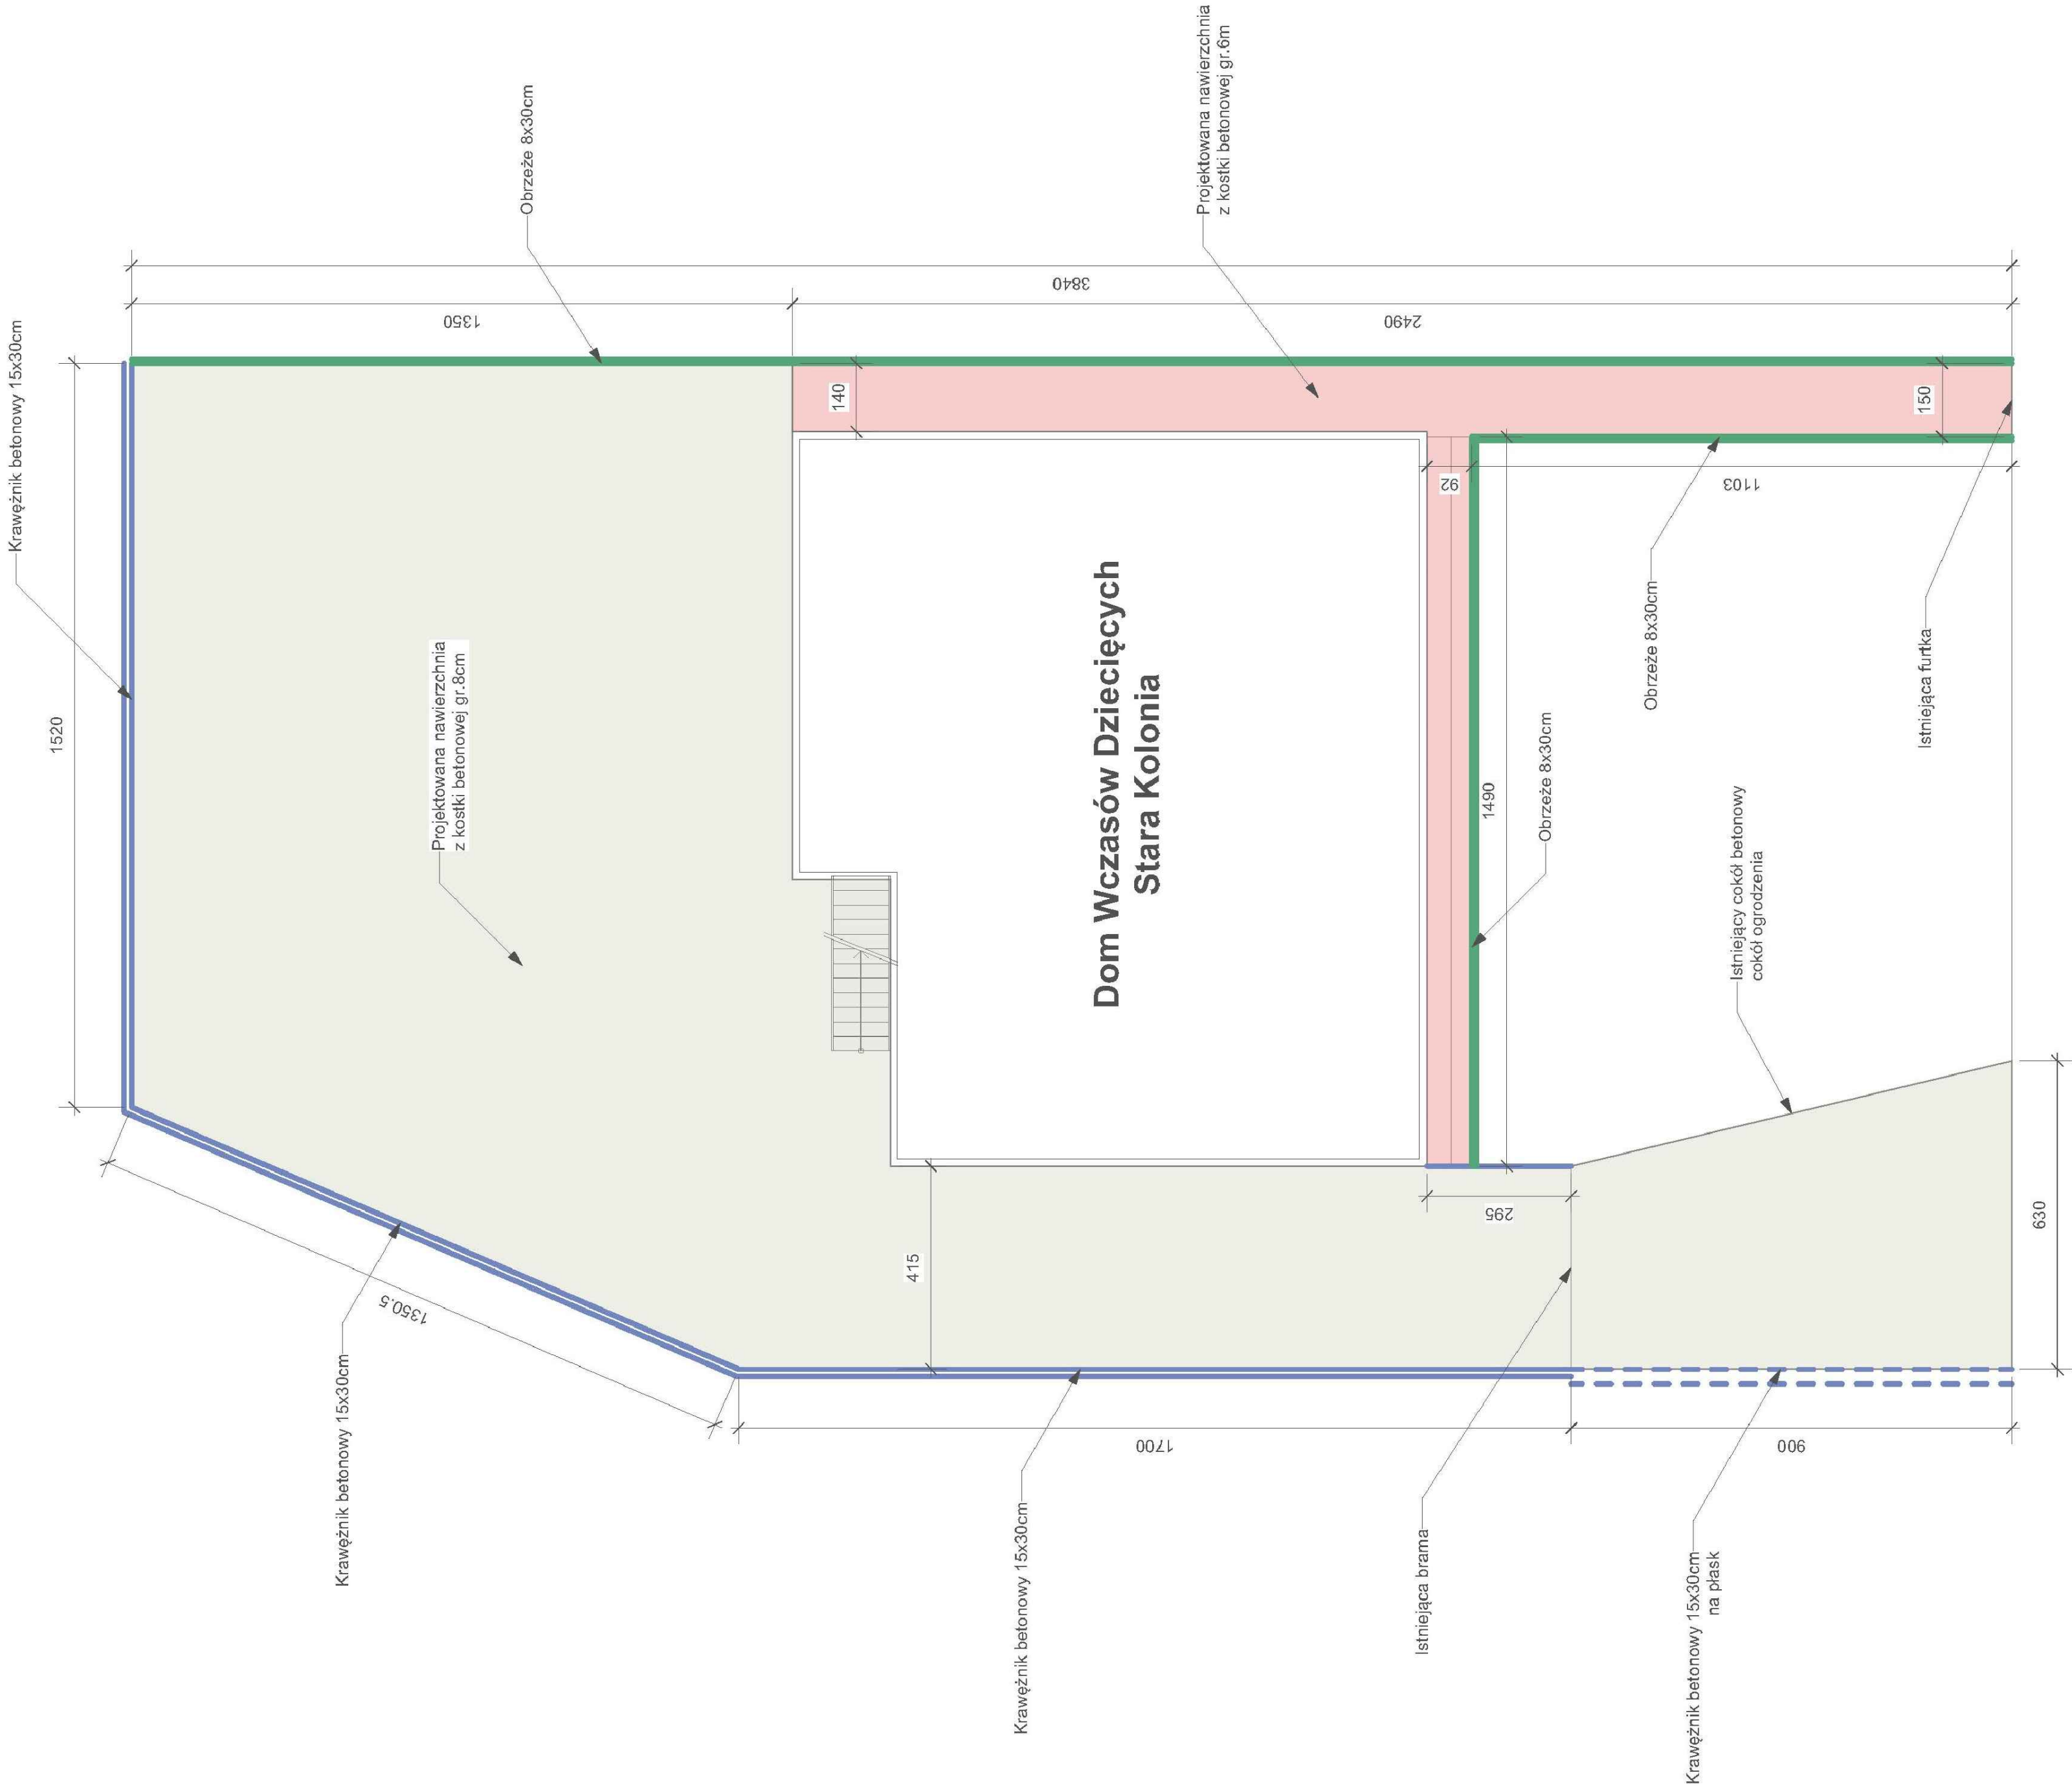 Krawężnik betonowy 15x30cm
Obrzeże 8x30cm
Projektowana nawierzchnia
z kostki betonowej gr.6m
3840
1350
2490
1520
140
150
Projektowana nawierzchnia
z kostki betonowej gr.8cm
Dom Wczasów Dziecięcych
Stara Kolonia
92
1103
Obrzeże 8x30cm
Istniejąca furtka
1490
Obrzeże 8x30cm
Istniejący cokół betonowy
cokół ogrodzenia
295
630
415
1350.5
Krawężnik betonowy 15x30cm
1700
900
Krawężnik betonowy 15x30cm
Istniejąca brama
Krawężnik betonowy 15x30cm
na płask